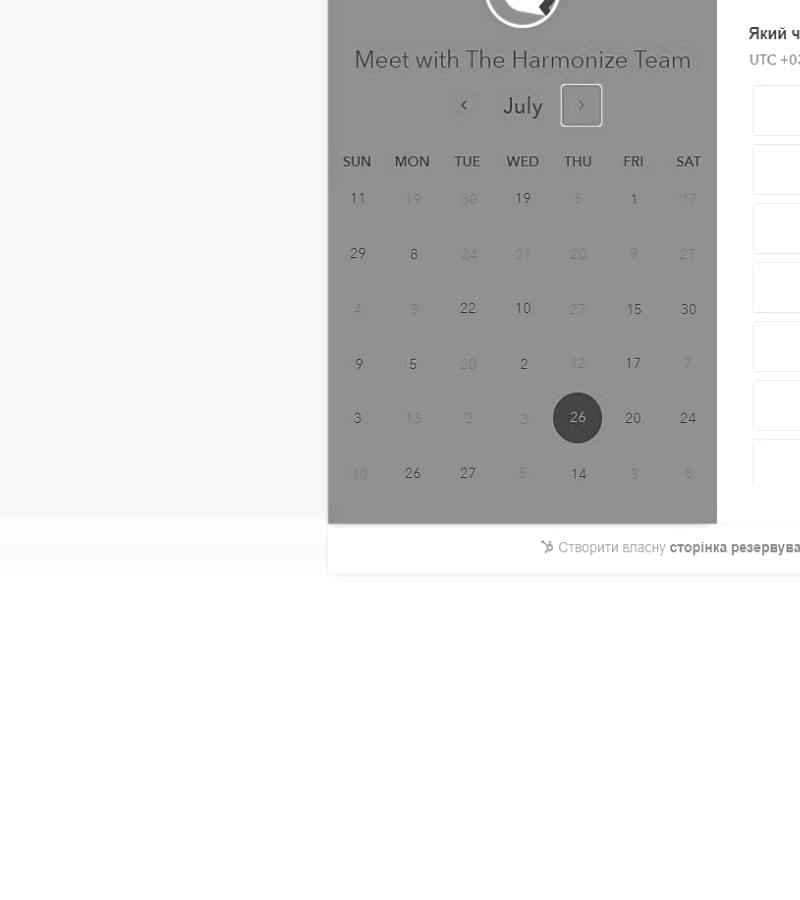 Meet with The Harmonize Team
July
SUN MON TUE WED THU FRI SAT
11 19 30 19 6 1 17
29 8 24 21 20 9 27
4 3 22 10 27 15 30
9 5 20 2 12 17 7
3 13 2 3 26 20 24
10 26 27 5 14 3 8
Який ч
UTC +03
Створити власну сторінка резервува